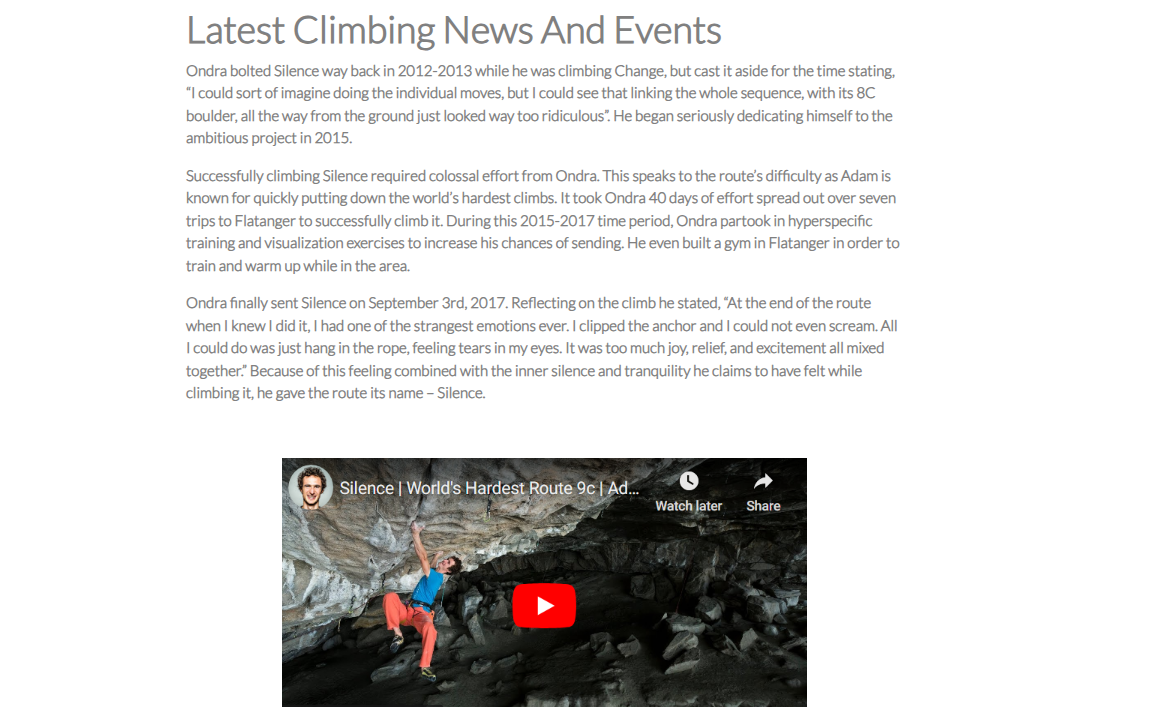 Latest Climbing News And Events
Ondra bolted Silence way back in 2012-2013 while he was climbing Change, but cast it aside for the time stating,
“I could sort of imagine doing the individual moves, but I could see that linking the whole sequence, with its 8C
boulder, all the way from the ground just looked way too ridiculous”. He began seriously dedicating himself to the
ambitious project in 2015.
Successfully climbing Silence required colossal effort from Ondra. This speaks to the route’s difficulty as Adam is
known for quickly putting down the world’s hardest climbs. It took Ondra 40 days of effort spread out over seven
trips to Flatanger to successfully climb it. During this 2015-2017 time period, Ondra partook in hyperspecific
training and visualization exercises to increase his chances of sending. He even built a gym in Flatanger in order to
train and warm up while in the area.
Ondra finally sent Silence on September 3rd, 2017. Reflecting on the climb he stated, “At the end of the route
when I knew I did it, I had one of the strangest emotions ever. I clipped the anchor and I could not even scream. All
I could do was just hang in the rope, feeling tears in my eyes. It was too much joy, relief, and excitement all mixed
together.” Because of this feeling combined with the inner silence and tranquility he claims to have felt while
climbing it, he gave the route its name – Silence.
Silence | World's Hardest Route 9c | Ad...
Watch later
Share